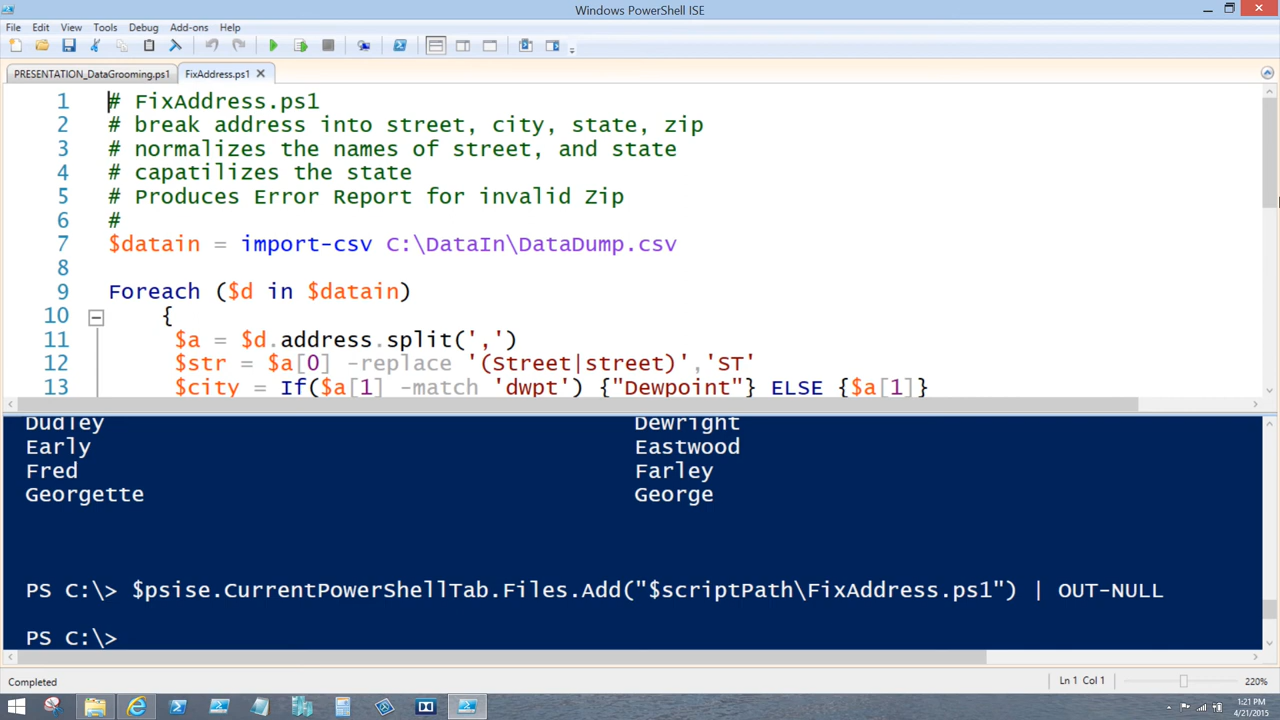 Windows PowerShell ISE
File Edit View Tools Debug Add-ons Help
PRESENTATION_DataGrooming.ps1 FixAddress.ps1
1 # FixAddress.ps1
2 # break address into street, city, state, zip
3 # normalizes the names of street, and state
4 # capatilizes the state
5 # Produces Error Report for invalid Zip
6 #
7 $datain = import-csv C:\DataIn\DataDump.csv
8
9 Foreach ($d in $datain)
10 {
11 $a = $d.address.split(',')
12 $str = $a[0] -replace '(Street|street)','ST'
13 $city = If($a[1] -match 'dwpt') {"Dewpoint"} ELSE {$a[1]}
Dudley Dewright
Early Eastwood
Fred Farley
Georgette George
PS C:\> $psise.CurrentPowerShellTab.Files.Add("$scriptPath\FixAddress.ps1") | OUT-NULL
PS C:\>
Completed Ln 1 Col 1 220%
1:21 PM
4/21/2015